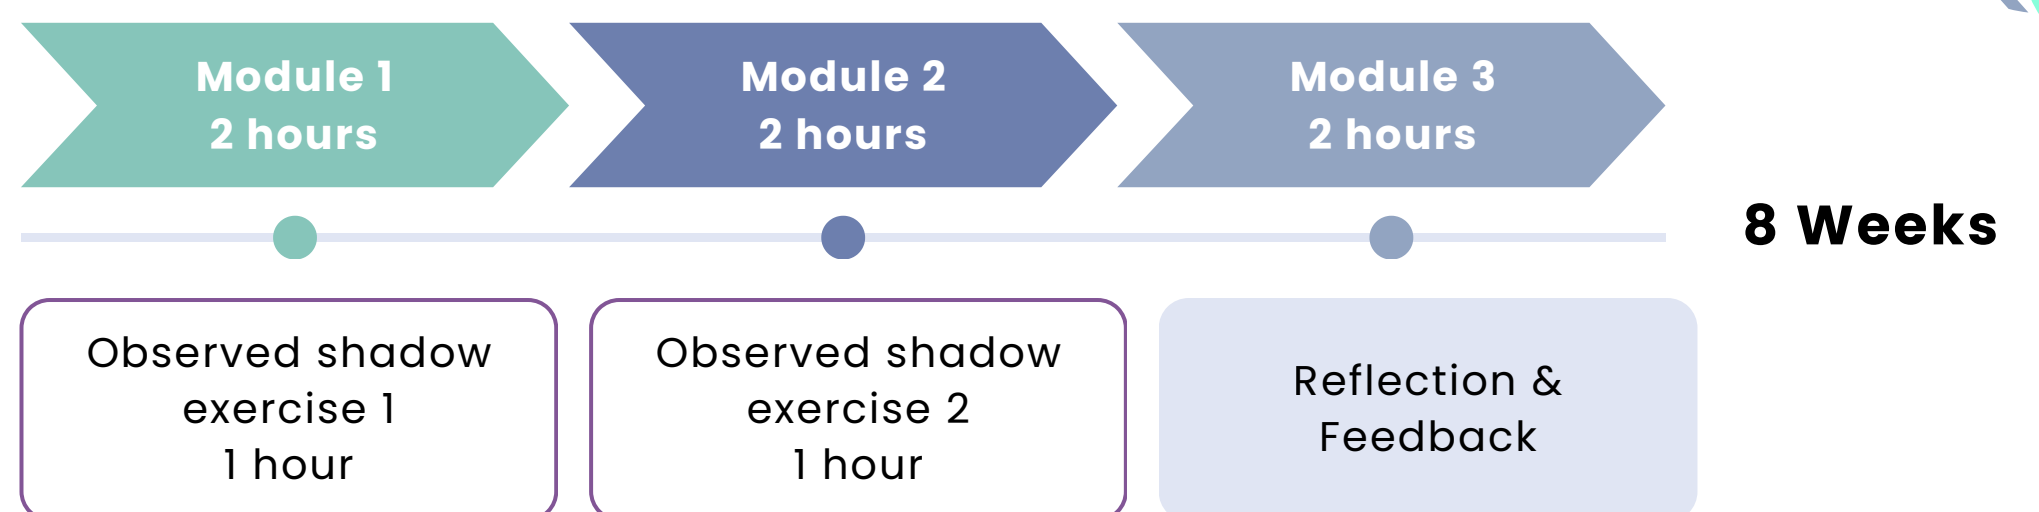 Module 1
2 hours
Module 2
2 hours
Module 3
2 hours
8 Weeks
Observed shadow
exercise 1
1 hour
Observed shadow
exercise 2
1 hour
Reflection &
Feedback